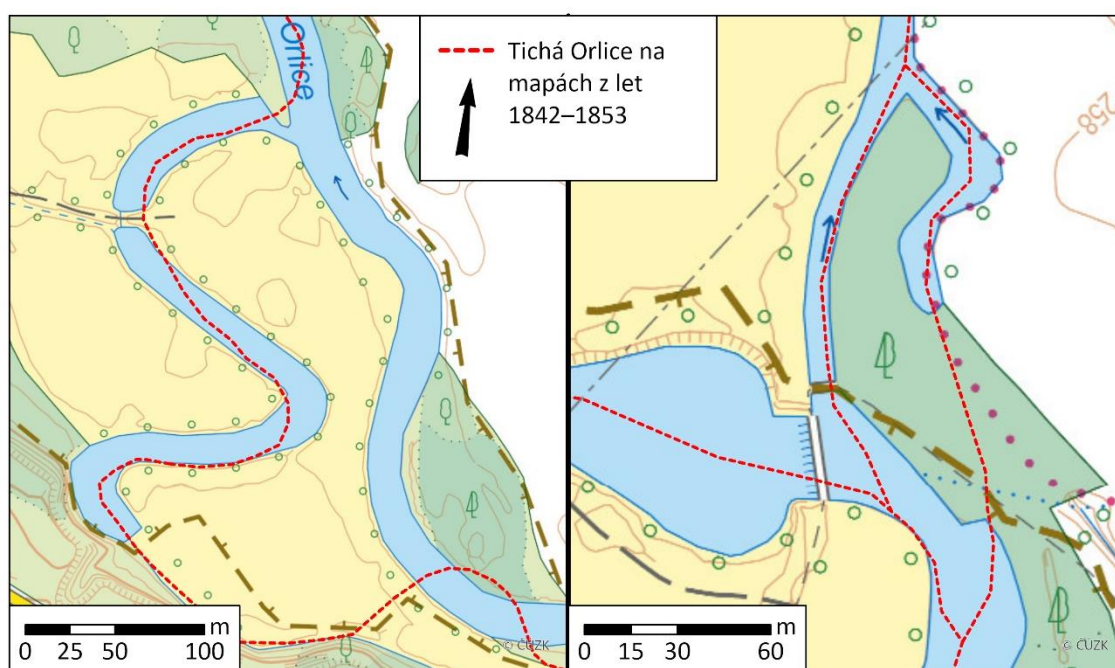 Orlice
Tichá Orlice na
mapách z let
1842–1853
258
m
0 25 50 100
© ČÚZK
m
0 15 30 60
© ČÚZK